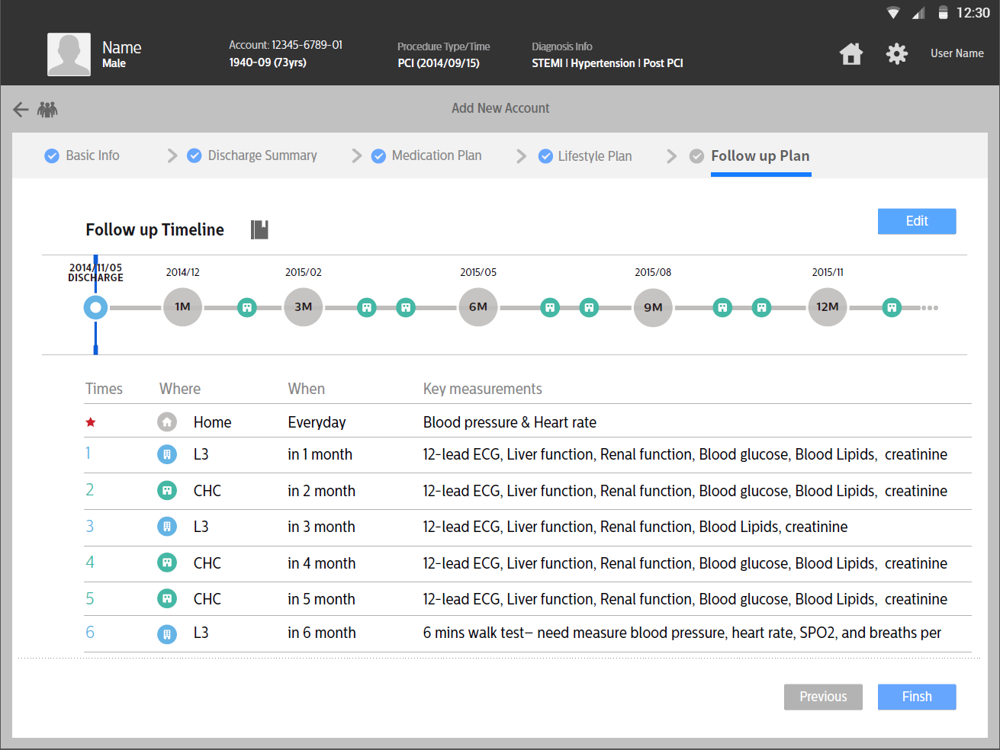 12:30
Name
Male
Account: 12345-6789-01
1940-09 (73yrs)
Procedure Type/Time
PCI (2014/09/15)
Diagnosis Info
STEMI | Hypertension | Post PCI
User Name
Add New Account
Basic Info
Discharge Summary
Medication Plan
Lifestyle Plan
Follow up Plan
Follow up Timeline
Edit
2014/11/05
DISCHARGE
2014/12
2015/02
2015/05
2015/08
2015/11
1M
3M
6M
9M
12M
Times Where When Key measurements
Home Everyday Blood pressure & Heart rate
1 L3 in 1 month 12-lead ECG, Liver function, Renal function, Blood glucose, Blood Lipids, creatinine
2 CHC in 2 month 12-lead ECG, Liver function, Renal function, Blood glucose, Blood Lipids, creatinine
3 L3 in 3 month 12-lead ECG, Liver function, Renal function, Blood Lipids, creatinine
4 CHC in 4 month 12-lead ECG, Liver function, Renal function, Blood glucose, Blood Lipids, creatinine
5 CHC in 5 month 12-lead ECG, Liver function, Renal function, Blood glucose, Blood Lipids, creatinine
6 L3 in 6 month 6 mins walk test– need measure blood pressure, heart rate, SPO2, and breaths per
Previous
Finsh